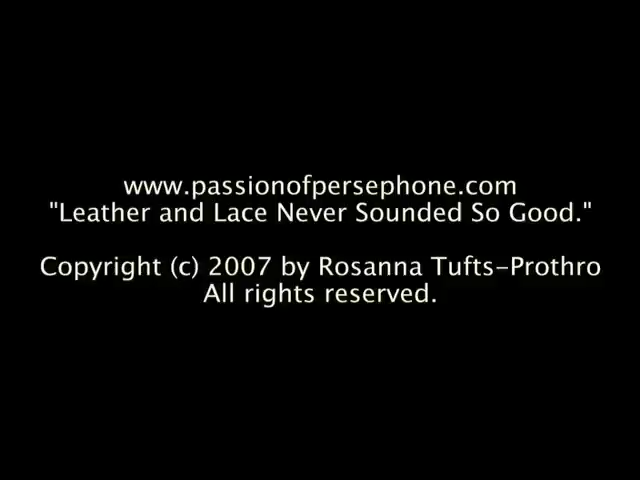 www.passionofpersephone.com
"Leather and Lace Never Sounded So Good."
Copyright (c) 2007 by Rosanna Tufts-Prothro
All rights reserved.